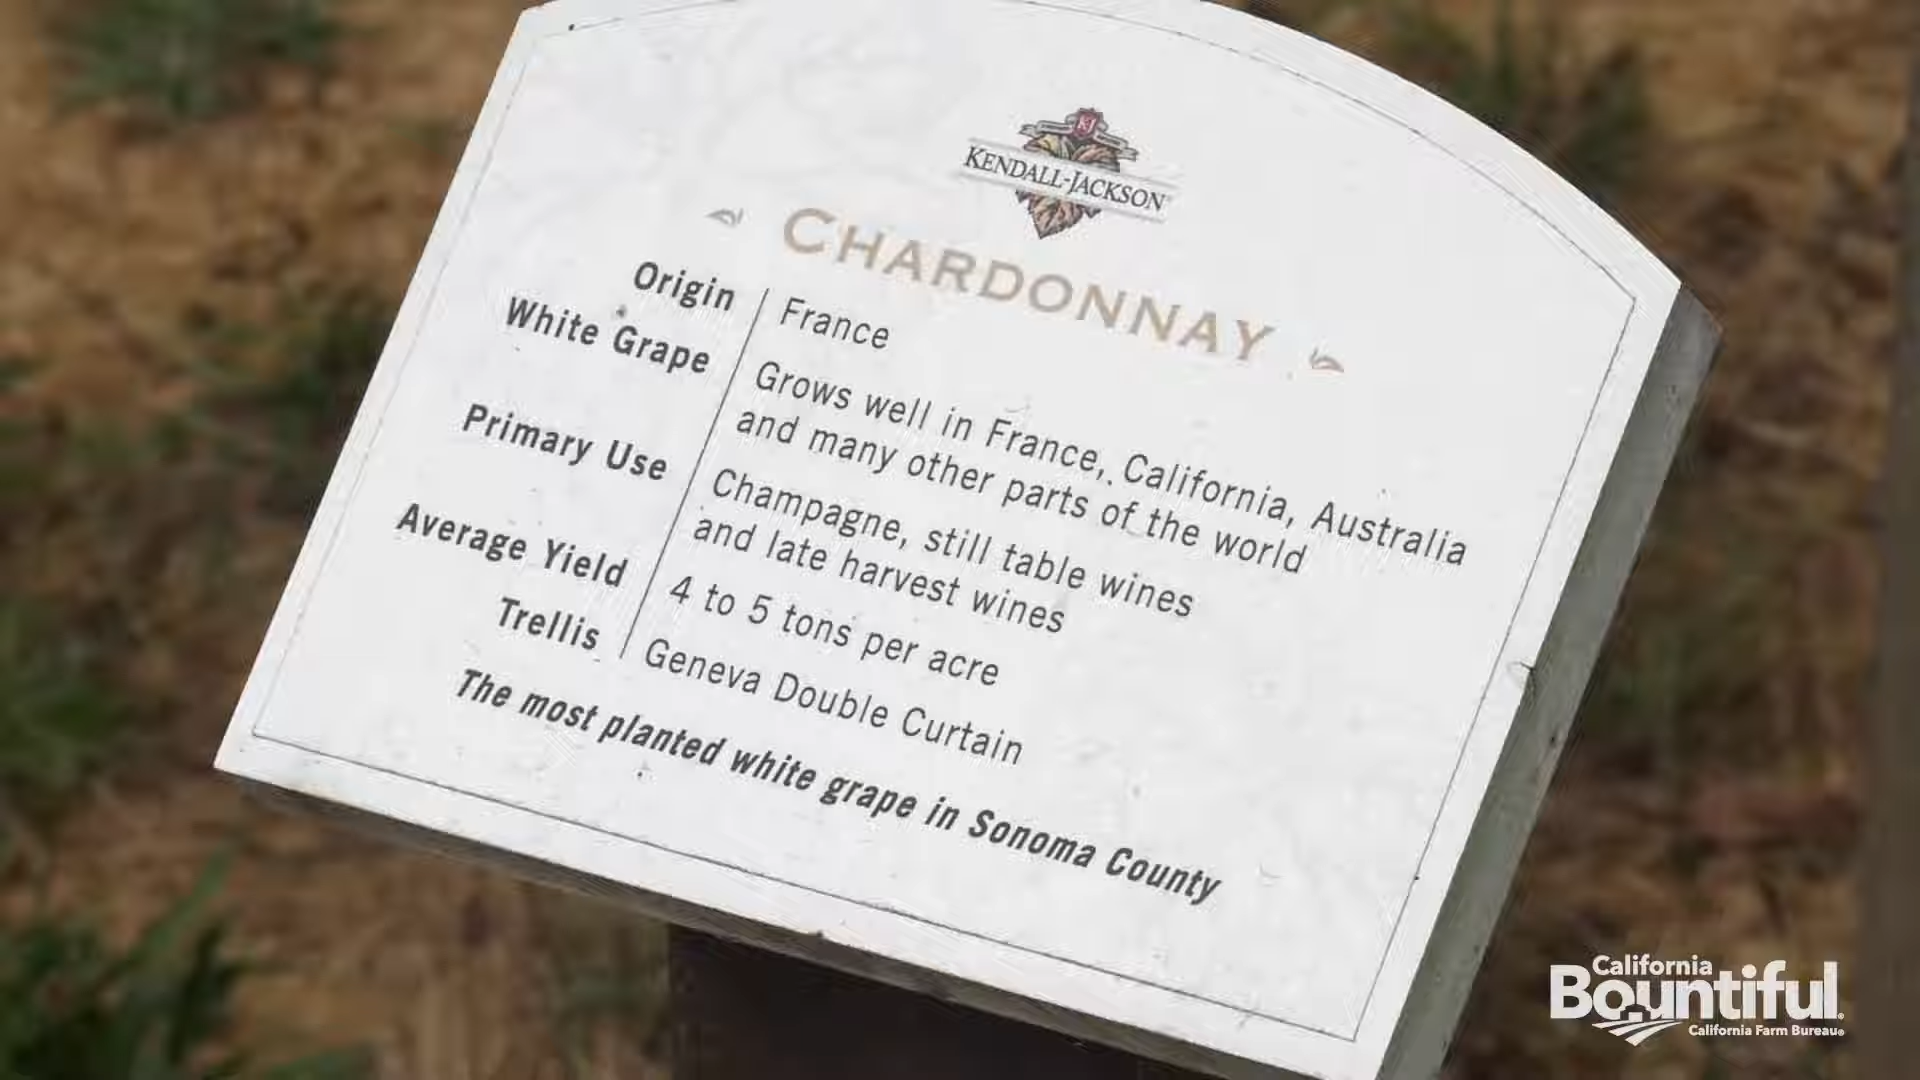 KJ
KENDALL-JACKSON
CHARDONNAY
Origin France
White Grape Grows well in France, California, Australia
and many other parts of the world
Primary Use Champagne, still table wines
and late harvest wines
Average Yield 4 to 5 tons per acre
Trellis Geneva Double Curtain
The most planted white grape in Sonoma County
California
Bountiful
California Farm Bureau